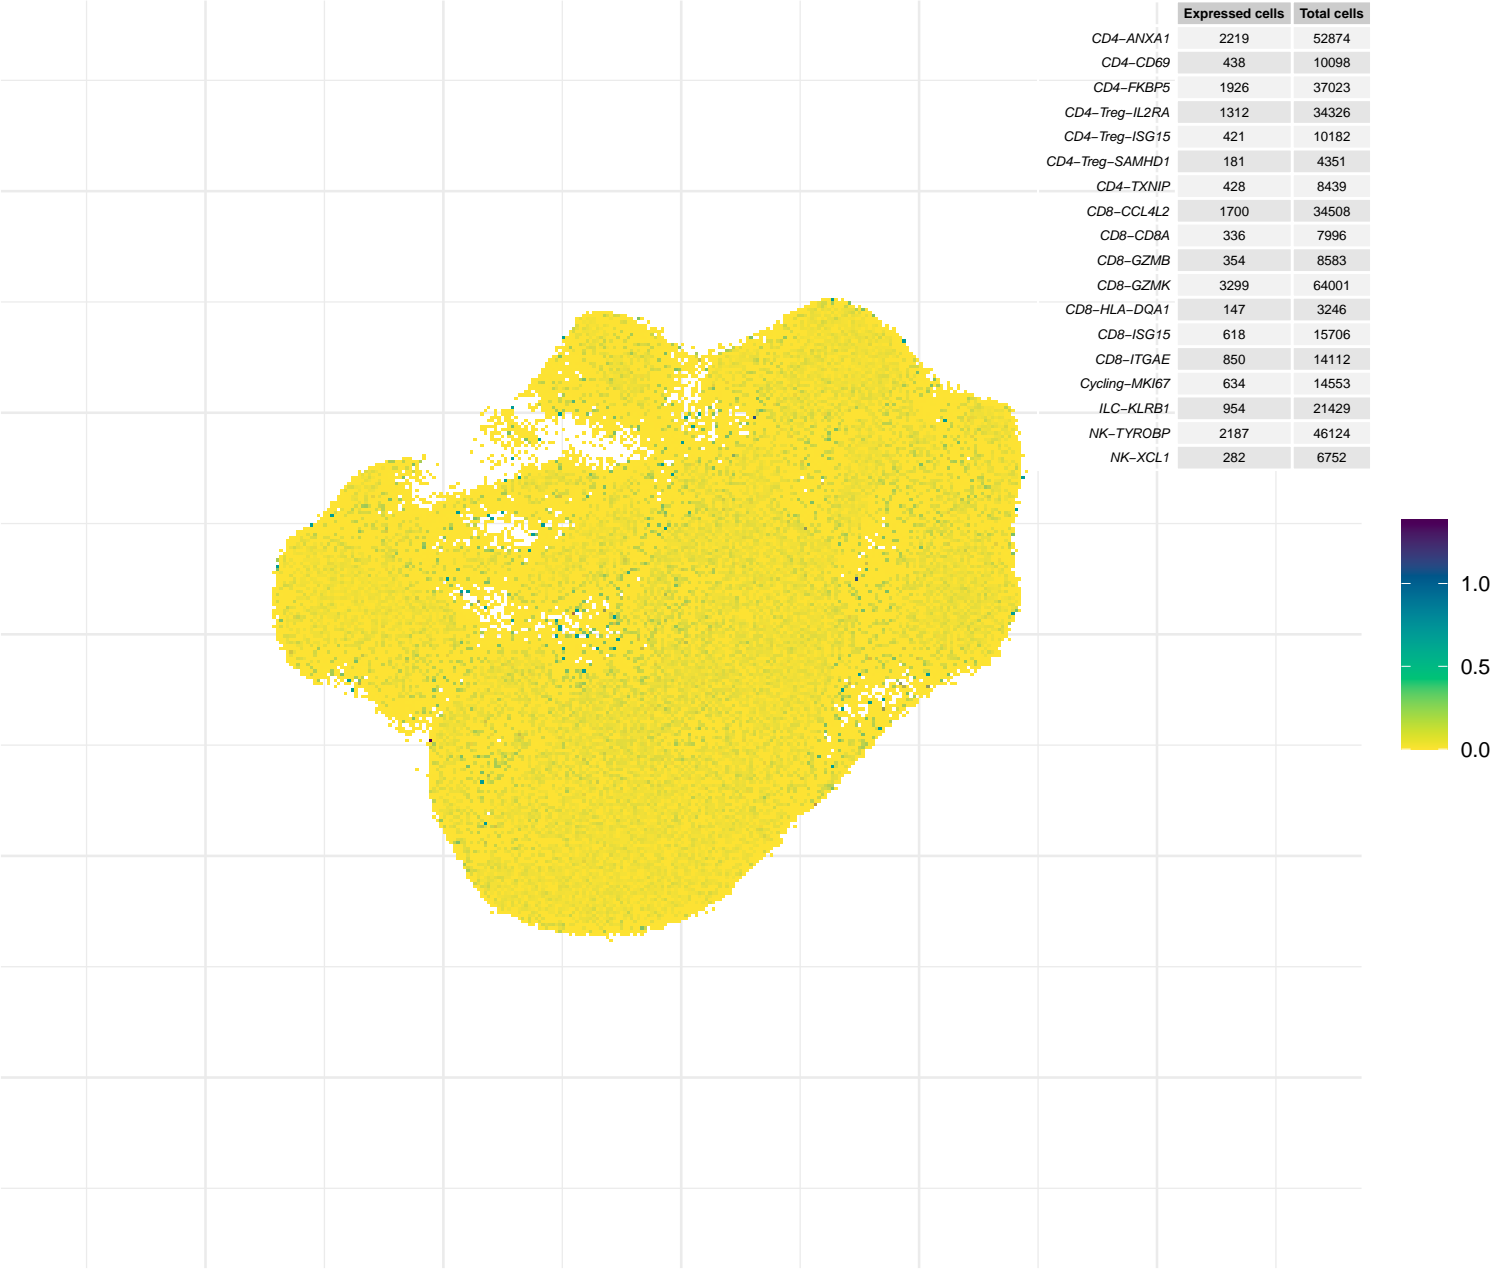 Expressed cells Total cells
CD4−ANXA1 2219 52874
CD4−CD69 438 10098
CD4−FKBP5 1926 37023
CD4−Treg−IL2RA 1312 34326
CD4−Treg−ISG15 421 10182
CD4−Treg−SAMHD1 181 4351
CD4−TXNIP 428 8439
CD8−CCL4L2 1700 34508
CD8−CD8A 336 7996
CD8−GZMB 354 8583
CD8−GZMK 3299 64001
CD8−HLA−DQA1 147 3246
CD8−ISG15 618 15706
CD8−ITGAE 850 14112
Cycling−MKI67 634 14553
ILC−KLRB1 954 21429
NK−TYROBP 2187 46124
NK−XCL1 282 6752
1.0
0.5
0.0